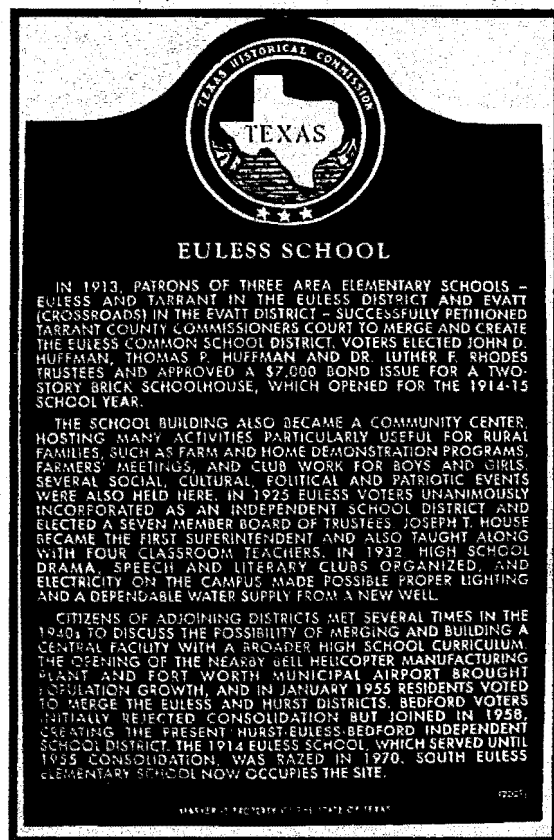 TEXAS HISTORICAL COMMISSION
TEXAS
EULESS SCHOOL
IN 1913, PATRONS OF THREE AREA ELEMENTARY SCHOOLS –
EULESS AND TARRANT IN THE EULESS DISTRICT AND EVATT
(CROSSROADS) IN THE EVATT DISTRICT – SUCCESSFULLY PETITIONED
TARRANT COUNTY COMMISSIONERS COURT TO MERGE AND CREATE
THE EULESS COMMON SCHOOL DISTRICT. VOTERS ELECTED JOHN D.
HUFFMAN, THOMAS P. HUFFMAN AND DR. LUTHER F. RHODES
TRUSTEES AND APPROVED A $7,000 BOND ISSUE FOR A TWO-
STORY BRICK SCHOOLHOUSE, WHICH OPENED FOR THE 1914-15
SCHOOL YEAR.
THE SCHOOL BUILDING ALSO BECAME A COMMUNITY CENTER,
HOSTING MANY ACTIVITIES PARTICULARLY USEFUL FOR RURAL
FAMILIES, SUCH AS FARM AND HOME DEMONSTRATION PROGRAMS,
FARMERS' MEETINGS, AND CLUB WORK FOR BOYS AND GIRLS.
SEVERAL SOCIAL, CULTURAL, POLITICAL AND PATRIOTIC EVENTS
WERE ALSO HELD HERE. IN 1925 EULESS VOTERS UNANIMOUSLY
INCORPORATED AS AN INDEPENDENT SCHOOL DISTRICT AND
ELECTED A SEVEN MEMBER BOARD OF TRUSTEES. JOSEPH T. HOUSE
BECAME THE FIRST SUPERINTENDENT AND ALSO TAUGHT ALONG
WITH FOUR CLASSROOM TEACHERS. IN 1932, HIGH SCHOOL
DRAMA, SPEECH AND LITERARY CLUBS ORGANIZED, AND
ELECTRICITY ON THE CAMPUS MADE POSSIBLE PROPER LIGHTING
AND A DEPENDABLE WATER SUPPLY FROM A NEW WELL.
CITIZENS OF ADJOINING DISTRICTS MET SEVERAL TIMES IN THE
1940s TO DISCUSS THE POSSIBILITY OF MERGING AND BUILDING A
CENTRAL FACILITY WITH A BROADER HIGH SCHOOL CURRICULUM.
THE OPENING OF THE NEARBY BELL HELICOPTER MANUFACTURING
PLANT AND FORT WORTH MUNICIPAL AIRPORT BROUGHT
POPULATION GROWTH, AND IN JANUARY 1955 RESIDENTS VOTED
TO MERGE THE EULESS AND HURST DISTRICTS. BEDFORD VOTERS
INITIALLY REJECTED CONSOLIDATION BUT JOINED IN 1958,
CREATING THE PRESENT HURST-EULESS-BEDFORD INDEPENDENT
SCHOOL DISTRICT. THE 1914 EULESS SCHOOL, WHICH SERVED UNTIL
1955 CONSOLIDATION, WAS RAZED IN 1970. SOUTH EULESS
ELEMENTARY SCHOOL NOW OCCUPIES THE SITE.
MARKER IS PROPERTY OF THE STATE OF TEXAS